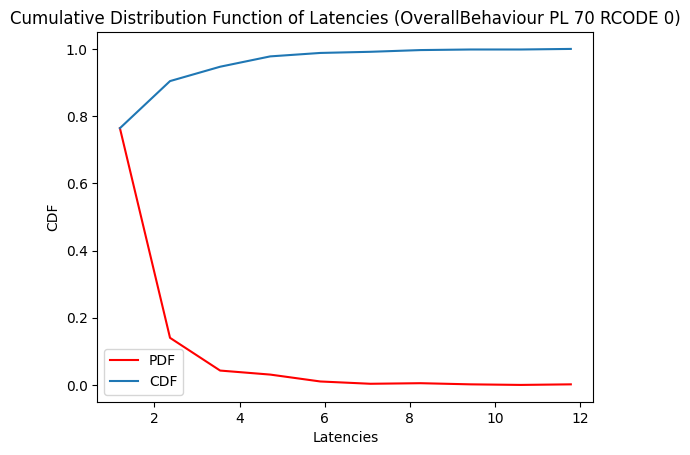 Cumulative Distribution Function of Latencies (OverallBehaviour PL 70 RCODE 0)
1.0
0.8
0.6
0.4
0.2
0.0
CDF
PDF
CDF
2
4
6
8
10
12
Latencies